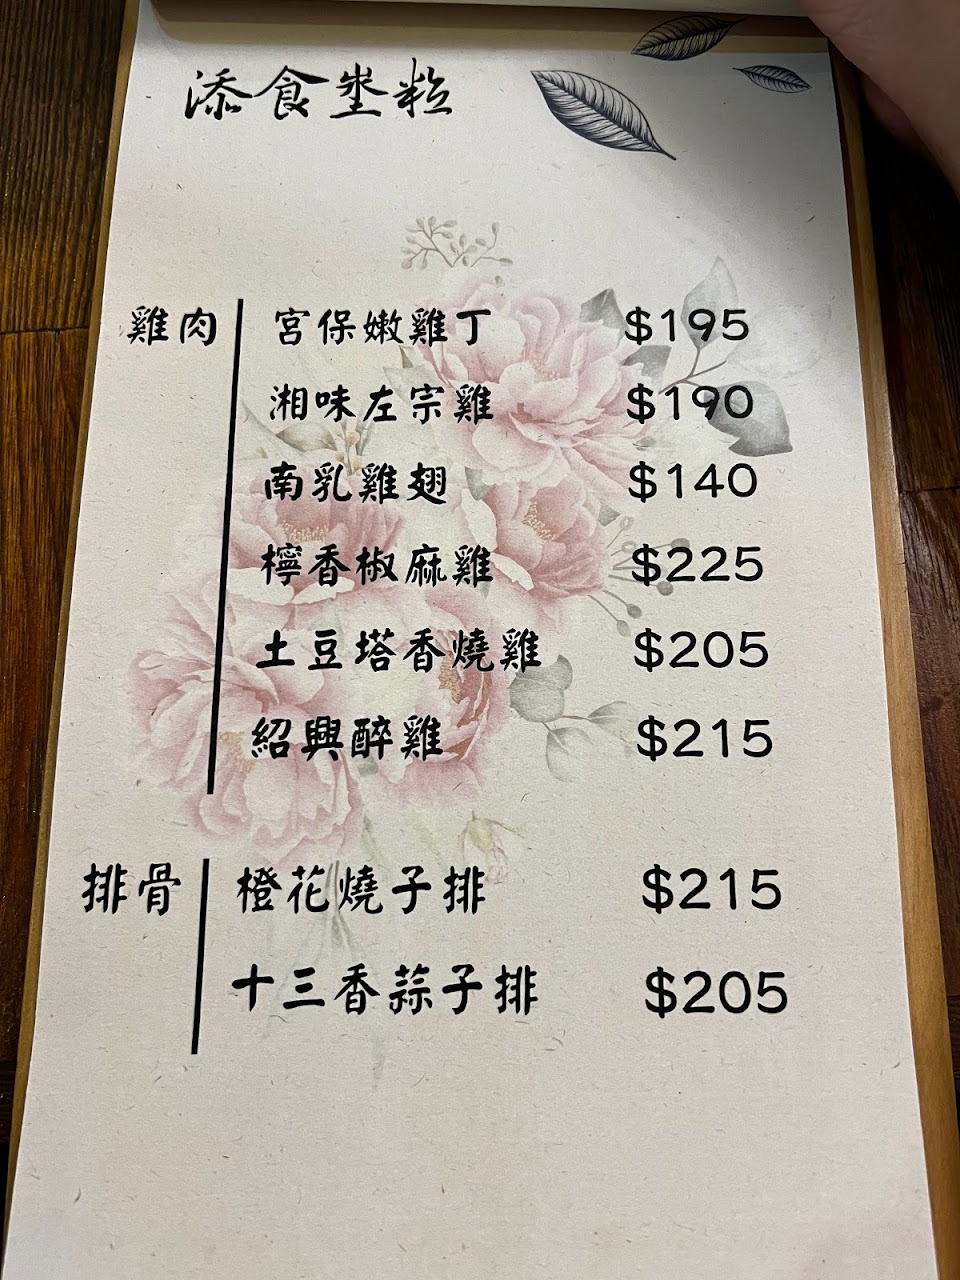 添食坐粒
雞肉 宮保嫩雞丁 $195
湘味左宗雞 $190
南乳雞翅 $140
檸香椒麻雞 $225
土豆塔香燒雞 $205
紹興醉雞 $215
排骨 橙花燒子排 $215
十三香蒜子排 $205